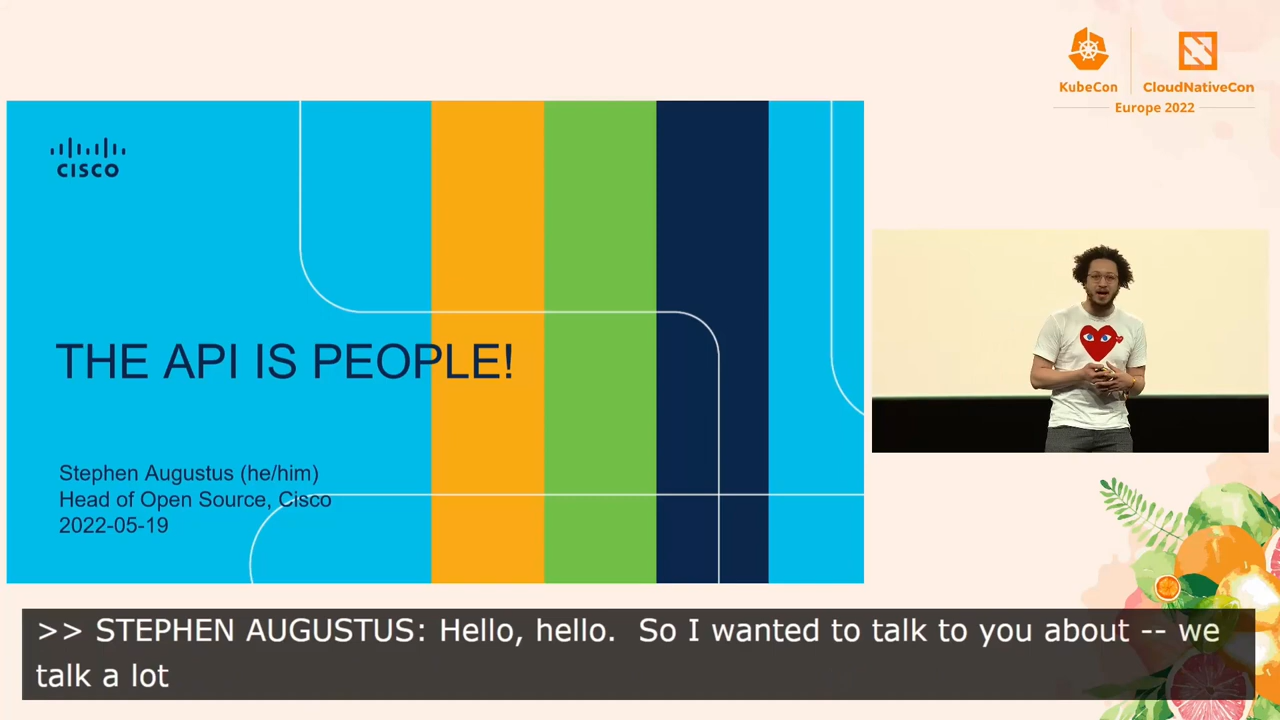 KubeCon
CloudNativeCon
Europe 2022
CISCO
THE API IS PEOPLE!
Stephen Augustus (he/him)
Head of Open Source, Cisco
2022-05-19
>> STEPHEN AUGUSTUS: Hello, hello. So I wanted to talk to you about -- we
talk a lot